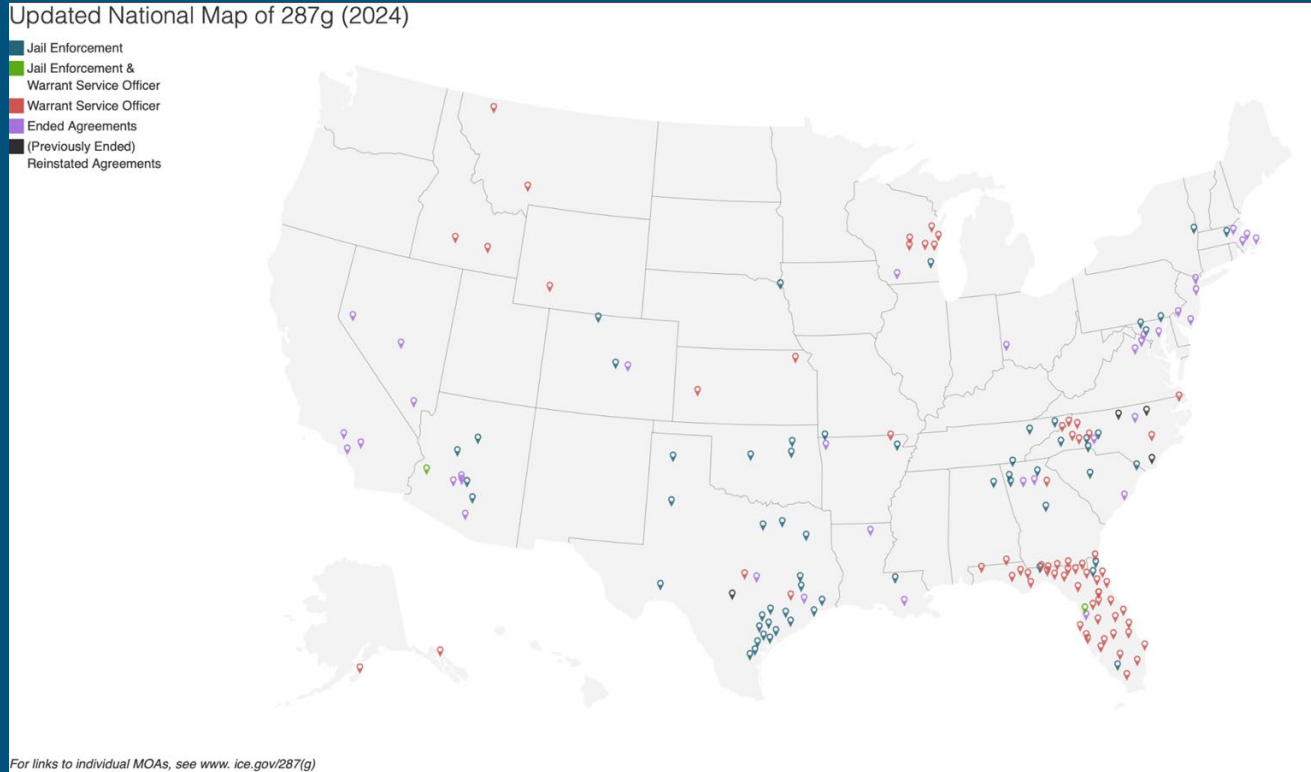 Updated National Map of 287g (2024)
Jail Enforcement
Jail Enforcement &
Warrant Service Officer
Warrant Service Officer
Ended Agreements
(Previously Ended)
Reinstated Agreements
For links to individual MOAs, see www. ice.gov/287(g)